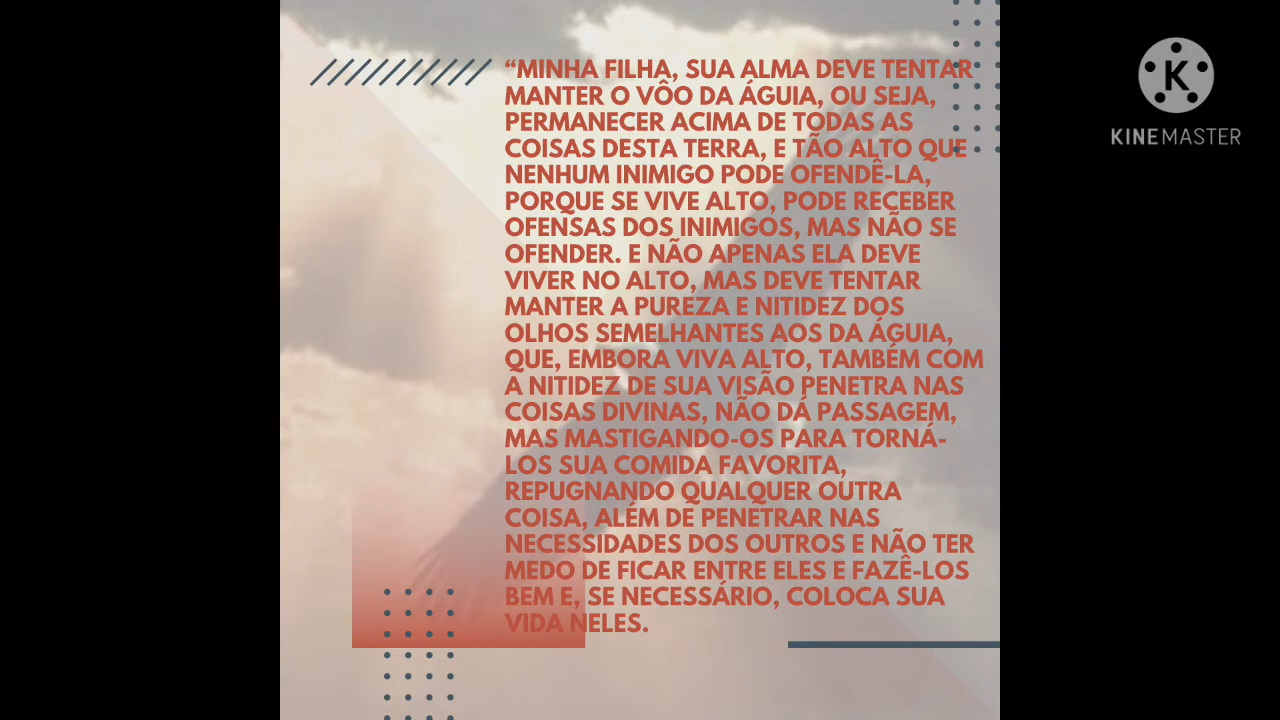 “MINHA FILHA, SUA ALMA DEVE TENTAR
MANTER O VÔO DA ÁGUIA, OU SEJA,
PERMANECER ACIMA DE TODAS AS
COISAS DESTA TERRA, E TÃO ALTO QUE
NENHUM INIMIGO PODE OFENDÊ-LA,
PORQUE SE VIVE ALTO, PODE RECEBER
OFENSAS DOS INIMIGOS, MAS NÃO SE
OFENDER. E NÃO APENAS ELA DEVE
VIVER NO ALTO, MAS DEVE TENTAR
MANTER A PUREZA E NITIDEZ DOS
OLHOS SEMELHANTES AOS DA ÁGUIA,
QUE, EMBORA VIVA ALTO, TAMBÉM COM
A NITIDEZ DE SUA VISÃO PENETRA NAS
COISAS DIVINAS, NÃO DÁ PASSAGEM,
MAS MASTIGANDO-OS PARA TORNÁ-
LOS SUA COMIDA FAVORITA,
REPUGNANDO QUALQUER OUTRA
COISA, ALÉM DE PENETRAR NAS
NECESSIDADES DOS OUTROS E NÃO TER
MEDO DE FICAR ENTRE ELES E FAZÊ-LOS
BEM E, SE NECESSÁRIO, COLOCA SUA
VIDA NELES.
K
KINEMASTER